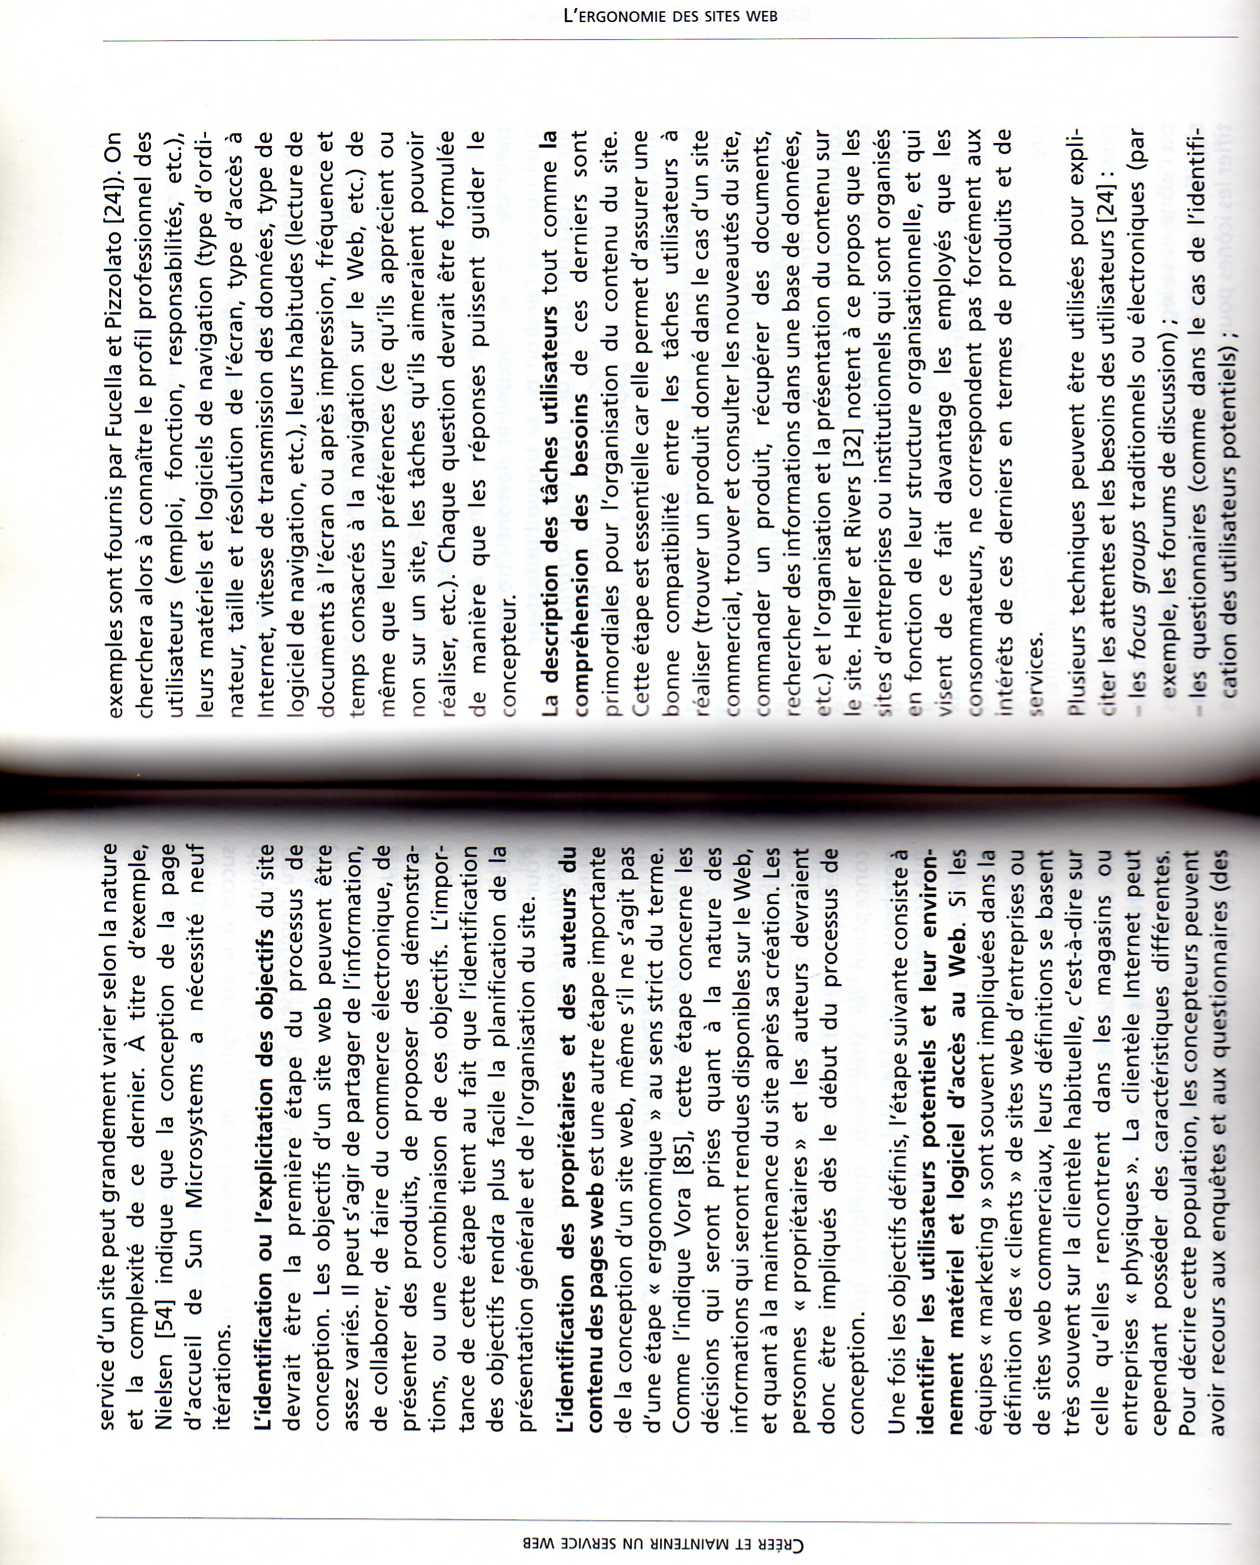 CRÉER ET MAINTENIR UN SERVICE WEB
service d'un site peut grandement varier selon la nature
et la complexité de ce dernier. À titre d'exemple,
Nielsen [54] indique que la conception de la page
d'accueil de Sun Microsystems a nécessité neuf
itérations.
L'identification ou l'explicitation des objectifs du site
devrait être la première étape du processus de
conception. Les objectifs d'un site web peuvent être
assez variés. Il peut s'agir de partager de l'information,
de collaborer, de faire du commerce électronique, de
présenter des produits, de proposer des démonstra-
tions, ou une combinaison de ces objectifs. L'impor-
tance de cette étape tient au fait que l'identification
des objectifs rendra plus facile la planification de la
présentation générale et de l'organisation du site.
L'identification des propriétaires et des auteurs du
contenu des pages web est une autre étape importante
de la conception d'un site web, même s'il ne s'agit pas
d'une étape « ergonomique » au sens strict du terme.
Comme l'indique Vora [85], cette étape concerne les
décisions qui seront prises quant à la nature des
informations qui seront rendues disponibles sur le Web,
et quant à la maintenance du site après sa création. Les
personnes « propriétaires » et les auteurs devraient
donc être impliqués dès le début du processus de
conception.
Une fois les objectifs définis, l'étape suivante consiste à
identifier les utilisateurs potentiels et leur environ-
nement matériel et logiciel d'accès au Web. Si les
équipes « marketing » sont souvent impliquées dans la
définition des « clients » de sites web d'entreprises ou
de sites web commerciaux, leurs définitions se basent
très souvent sur la clientèle habituelle, c'est-à-dire sur
celle qu'elles rencontrent dans les magasins ou
entreprises « physiques ». La clientèle Internet peut
cependant posséder des caractéristiques différentes.
Pour décrire cette population, les concepteurs peuvent
avoir recours aux enquêtes et aux questionnaires (des
L'ERGONOMIE DES SITES WEB
exemples sont fournis par Fucella et Pizzolato [24]). On
cherchera alors à connaître le profil professionnel des
utilisateurs (emploi, fonction, responsabilités, etc.),
leurs matériels et logiciels de navigation (type d'ordi-
nateur, taille et résolution de l'écran, type d'accès à
Internet, vitesse de transmission des données, type de
logiciel de navigation, etc.), leurs habitudes (lecture de
documents à l'écran ou après impression, fréquence et
temps consacrés à la navigation sur le Web, etc.) de
même que leurs préférences (ce qu'ils apprécient ou
non sur un site, les tâches qu'ils aimeraient pouvoir
réaliser, etc.). Chaque question devrait être formulée
de manière que les réponses puissent guider le
concepteur.
La description des tâches utilisateurs tout comme la
compréhension des besoins de ces derniers sont
primordiales pour l'organisation du contenu du site.
Cette étape est essentielle car elle permet d'assurer une
bonne compatibilité entre les tâches utilisateurs à
réaliser (trouver un produit donné dans le cas d'un site
commercial, trouver et consulter les nouveautés du site,
commander un produit, récupérer des documents,
rechercher des informations dans une base de données,
etc.) et l'organisation et la présentation du contenu sur
le site. Heller et Rivers [32] notent à ce propos que les
sites d'entreprises ou institutionnels qui sont organisés
en fonction de leur structure organisationnelle, et qui
visent de ce fait davantage les employés que les
consommateurs, ne correspondent pas forcément aux
intérêts de ces derniers en termes de produits et de
services.
Plusieurs techniques peuvent être utilisées pour expli-
citer les attentes et les besoins des utilisateurs [24] :
– les focus groups traditionnels ou électroniques (par
exemple, les forums de discussion) ;
– les questionnaires (comme dans le cas de l'identifi-
cation des utilisateurs potentiels) ;